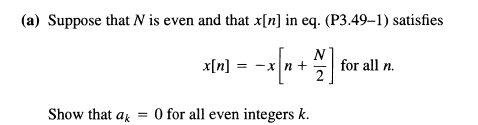 (a) Suppose that N is even and that x[n] in eq. (P3.49–1) satisfies
x[n] = -x[n + N/2] for all n.
Show that a_k = 0 for all even integers k.